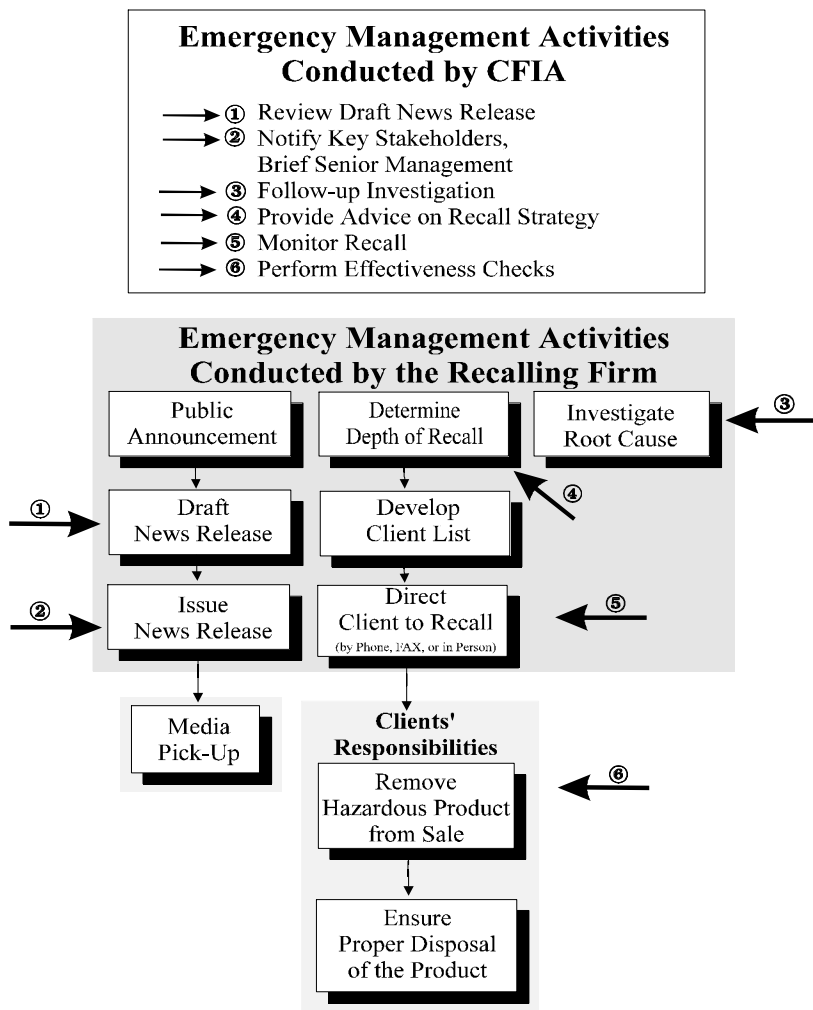 Emergency Management Activities
Conducted by CFIA
① Review Draft News Release
② Notify Key Stakeholders,
Brief Senior Management
③ Follow-up Investigation
④ Provide Advice on Recall Strategy
⑤ Monitor Recall
⑥ Perform Effectiveness Checks
Emergency Management Activities
Conducted by the Recalling Firm
Public
Announcement
Determine
Depth of Recall
Investigate
Root Cause
③
①
Draft
News Release
Develop
Client List
④
②
Issue
News Release
Direct
Client to Recall
(by Phone, FAX, or in Person)
⑤
Media
Pick-Up
Clients'
Responsibilities
Remove
Hazardous Product
from Sale
⑥
Ensure
Proper Disposal
of the Product